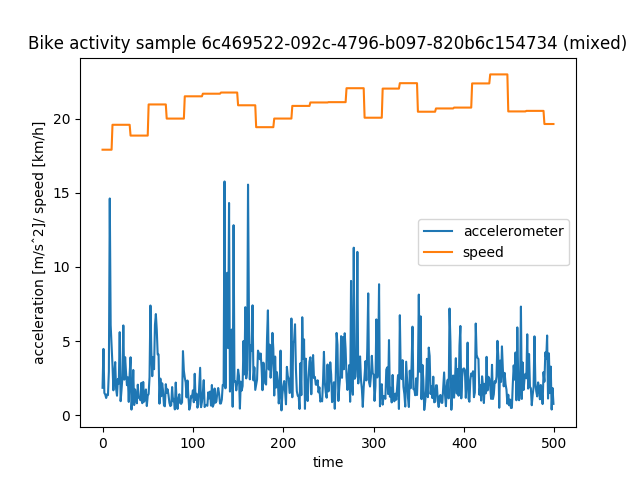 Bike activity sample 6c469522-092c-4796-b097-820b6c154734 (mixed)
acceleration [m/s^2]/ speed [km/h]
20
15
10
5
0
accelerometer
speed
0 100 200 300 400 500
time